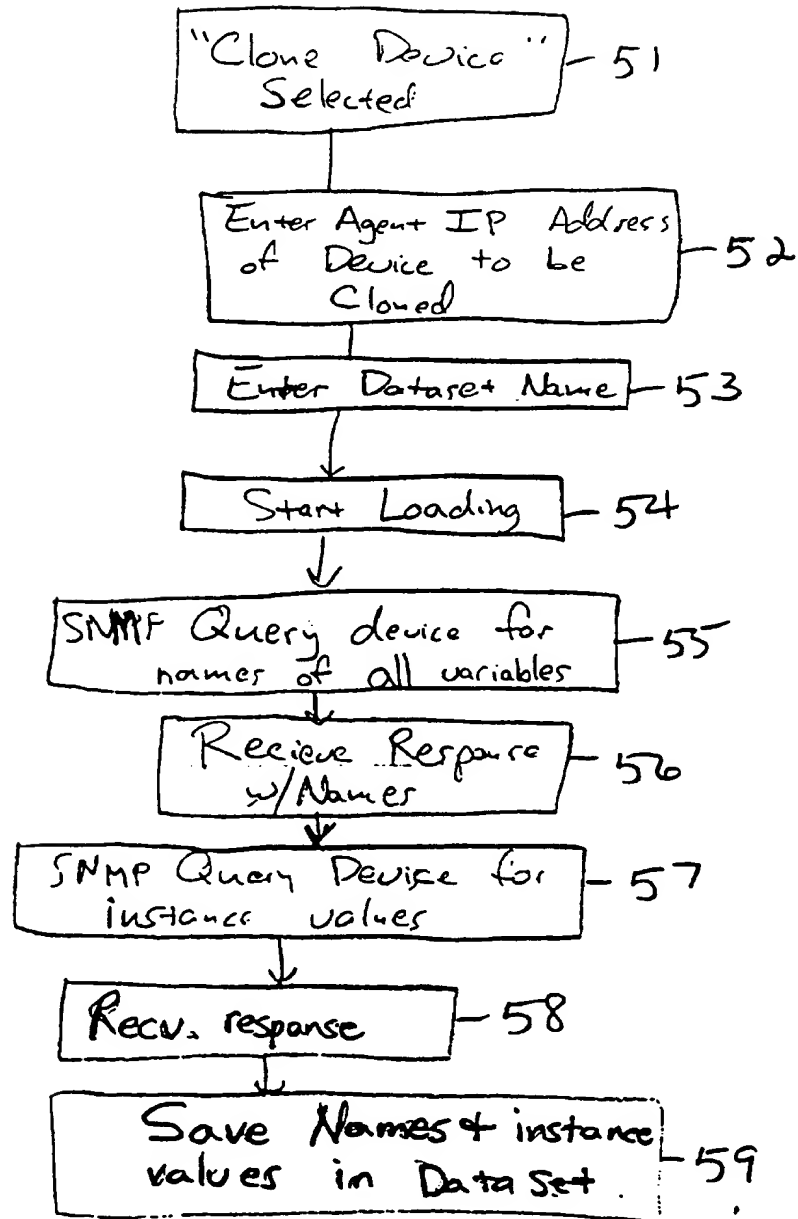 "Clone Device"
Selected
51
Enter Agent IP Address
of Device to be
Cloned
52
Enter Dataset Name
53
Start Loading
54
SNMP Query device for
names of all variables
55
Recieve Response
w/Names
56
SNMP Query Device for
instance values
57
Recv. response
58
Save Names & instance
values in Data Set.
59